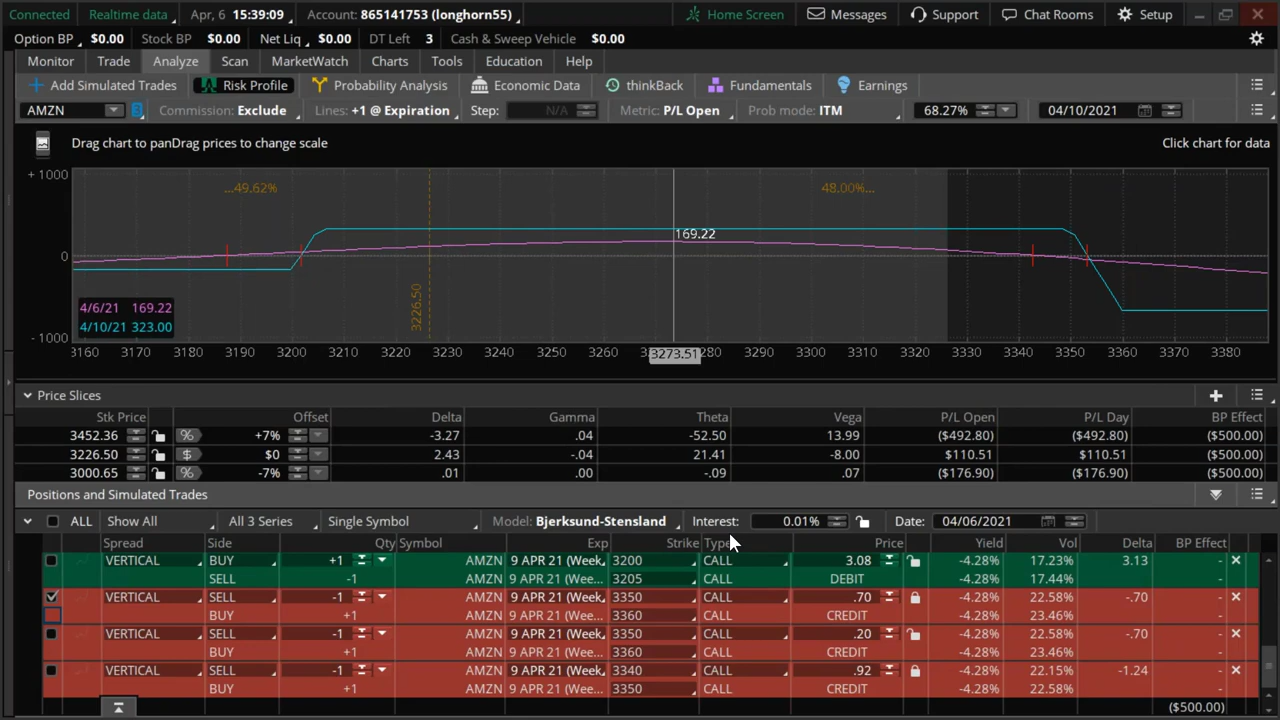 Connected Realtime data Apr, 6 15:39:09 Account: 865141753 (longhorn55) Home Screen Messages Support Chat Rooms Setup
Option BP $0.00 Stock BP $0.00 Net Liq $0.00 DT Left 3 Cash & Sweep Vehicle $0.00
Monitor Trade Analyze Scan MarketWatch Charts Tools Education Help
Add Simulated Trades Risk Profile Probability Analysis Economic Data thinkBack Fundamentals Earnings
AMZN Commission: Exclude Lines: +1 @ Expiration Step: N/A Metric: P/L Open Prob mode: ITM 68.27% 04/10/2021
Drag chart to panDrag prices to change scale Click chart for data
+ 1000
...49.62% 48.00%...
169.22
0
3226.50
4/6/21 169.22
4/10/21 323.00
- 1000
3160 3170 3180 3190 3200 3210 3220 3230 3240 3250 3260 3273.51 280 3290 3300 3310 3320 3330 3340 3350 3360 3370 3380
Price Slices
Stk Price Offset Delta Gamma Theta Vega P/L Open P/L Day BP Effect
3452.36 % +7% -3.27 .04 -52.50 13.99 ($492.80) ($492.80) ($500.00)
3226.50 $ $0 2.43 -.04 21.41 -8.00 $110.51 $110.51 ($500.00)
3000.65 % -7% .01 .00 -.09 .07 ($176.90) ($176.90) ($500.00)
Positions and Simulated Trades
ALL Show All All 3 Series Single Symbol Model: Bjerksund-Stensland Interest: 0.01% Date: 04/06/2021
Spread Side Qty Symbol Exp Strike Type Price Yield Vol Delta BP Effect
VERTICAL BUY +1 AMZN 9 APR 21 (Week 3200 CALL 3.08 -4.28% 17.23% 3.13 -
SELL -1 AMZN 9 APR 21 (Wee... 3205 CALL DEBIT -4.28% 17.44%
VERTICAL SELL -1 AMZN 9 APR 21 (Week 3350 CALL .70 -4.28% 22.58% -.70 -
BUY +1 AMZN 9 APR 21 (Wee... 3360 CALL CREDIT -4.28% 23.46%
VERTICAL SELL -1 AMZN 9 APR 21 (Week 3350 CALL .20 -4.28% 22.58% -.70 -
BUY +1 AMZN 9 APR 21 (Wee... 3360 CALL CREDIT -4.28% 23.46%
VERTICAL SELL -1 AMZN 9 APR 21 (Week 3340 CALL .92 -4.28% 22.15% -1.24 -
BUY +1 AMZN 9 APR 21 (Wee... 3350 CALL CREDIT -4.28% 22.58%
($500.00)